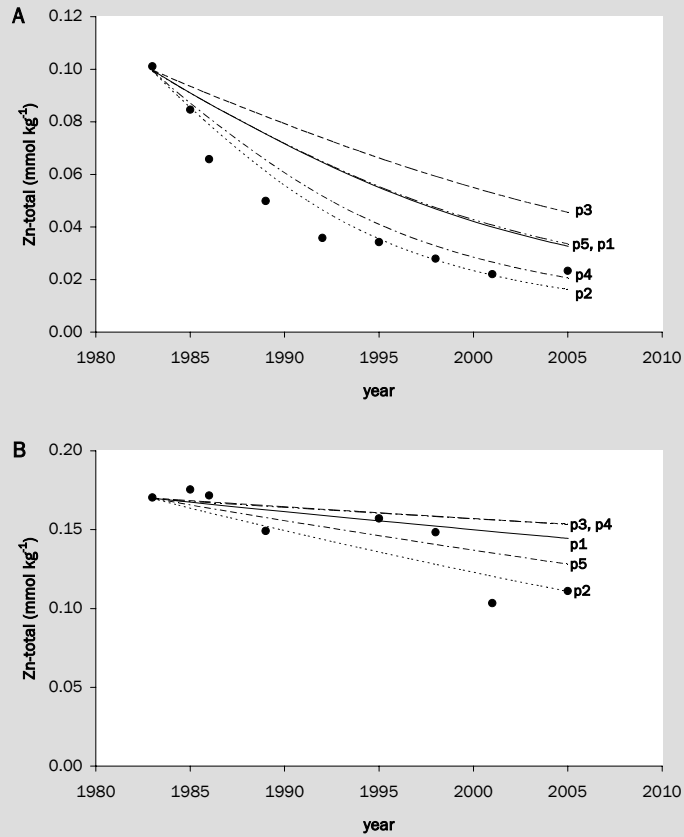 A
0.12
0.10
0.08
0.06
0.04
0.02
0.00
Zn-total (mmol kg-1)
p3
p5, p1
p4
p2
1980 1985 1990 1995 2000 2005 2010
year
B
0.20
0.15
0.10
0.05
0.00
Zn-total (mmol kg-1)
p3, p4
p1
p5
p2
1980 1985 1990 1995 2000 2005 2010
year